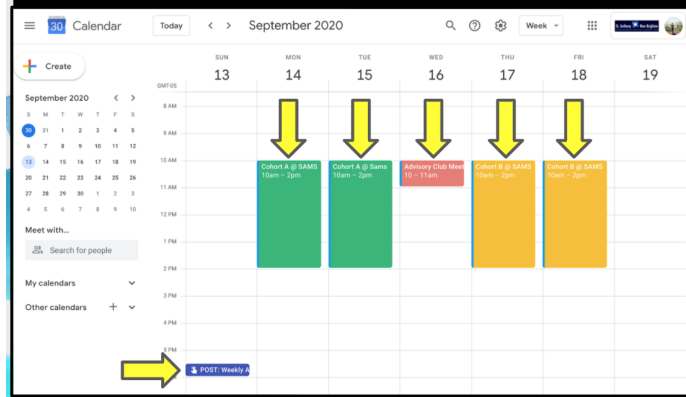 30 Calendar
Today
September 2020
Week
Create
SUN MON TUE WED THU FRI SAT
13 14 15 16 17 18 19
GMT-05
September 2020
S M T W T F S
30 31 1 2 3 4 5
6 7 8 9 10 11 12
13 14 15 16 17 18 19
20 21 22 23 24 25 26
27 28 29 30 1 2 3
4 5 6 7 8 9 10
Meet with...
Search for people
My calendars
Other calendars
8 AM
9 AM
10 AM
11 AM
12 PM
1 PM
2 PM
3 PM
4 PM
5 PM
Cohort A @ SAMS
10am – 2pm
Cohort A @ Sams
10am – 2pm
Advisory Club Meet
10 – 11am
Cohort B @ SAMS
10am – 2pm
Cohort B @ SAMS
10am – 2pm
POST: Weekly A